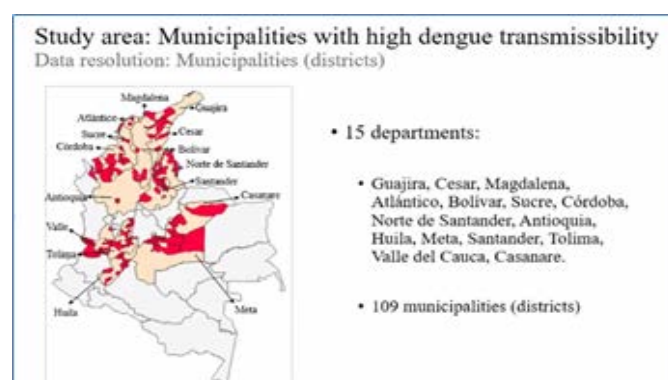 Study area: Municipalities with high dengue transmissibility
Data resolution: Municipalities (districts)
Magdalena
Guajira
Atlántico
Sucre
Cesar
Córdoba
Bolívar
Norte de Santander
Santander
Antioquia
Casanare
Valle
Tolima
Huila
Meta
• 15 departments:
• Guajira, Cesar, Magdalena,
Atlántico, Bolívar, Sucre, Córdoba,
Norte de Santander, Antioquia,
Huila, Meta, Santander, Tolima,
Valle del Cauca, Casanare.
• 109 municipalities (districts)